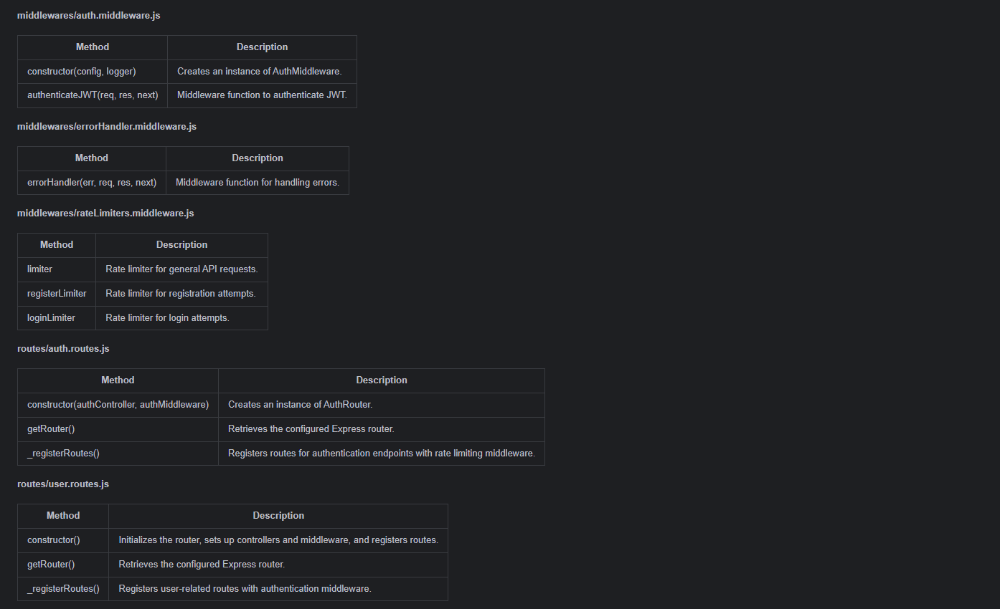 middlewares/auth.middleware.js
Method Description
constructor(config, logger) Creates an instance of AuthMiddleware.
authenticateJWT(req, res, next) Middleware function to authenticate JWT.
middlewares/errorHandler.middleware.js
Method Description
errorHandler(err, req, res, next) Middleware function for handling errors.
middlewares/rateLimiters.middleware.js
Method Description
limiter Rate limiter for general API requests.
registerLimiter Rate limiter for registration attempts.
loginLimiter Rate limiter for login attempts.
routes/auth.routes.js
Method Description
constructor(authController, authMiddleware) Creates an instance of AuthRouter.
getRouter() Retrieves the configured Express router.
_registerRoutes() Registers routes for authentication endpoints with rate limiting middleware.
routes/user.routes.js
Method Description
constructor() Initializes the router, sets up controllers and middleware, and registers routes.
getRouter() Retrieves the configured Express router.
_registerRoutes() Registers user-related routes with authentication middleware.